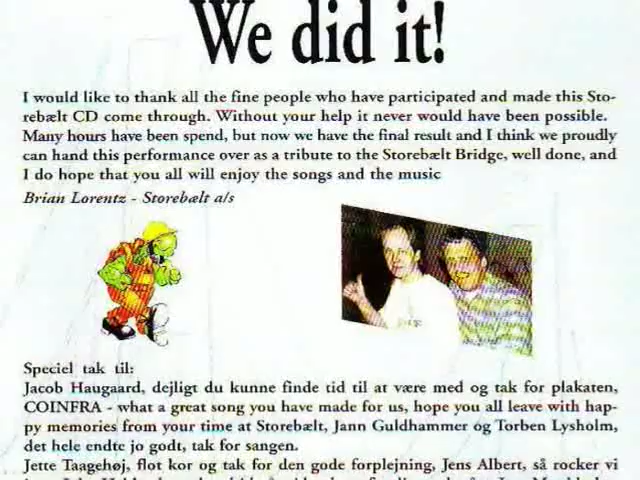 We did it!
I would like to thank all the fine people who have participated and made this Sto-
rebælt CD come through. Without your help it never would have been possible.
Many hours have been spend, but now we have the final result and I think we proudly
can hand this performance over as a tribute to the Storebælt Bridge, well done, and
I do hope that you all will enjoy the songs and the music
Brian Lorentz - Storebælt a/s
Speciel tak til:
Jacob Haugaard, dejligt du kunne finde tid til at være med og tak for plakaten,
COINFRA - what a great song you have made for us, hope you all leave with hap-
py memories from your time at Storebælt, Jann Guldhammer og Torben Lysholm,
det hele endte jo godt, tak for sangen.
Jette Taagehøj, flot kor og tak for den gode forplejning, Jens Albert, så rocker vi